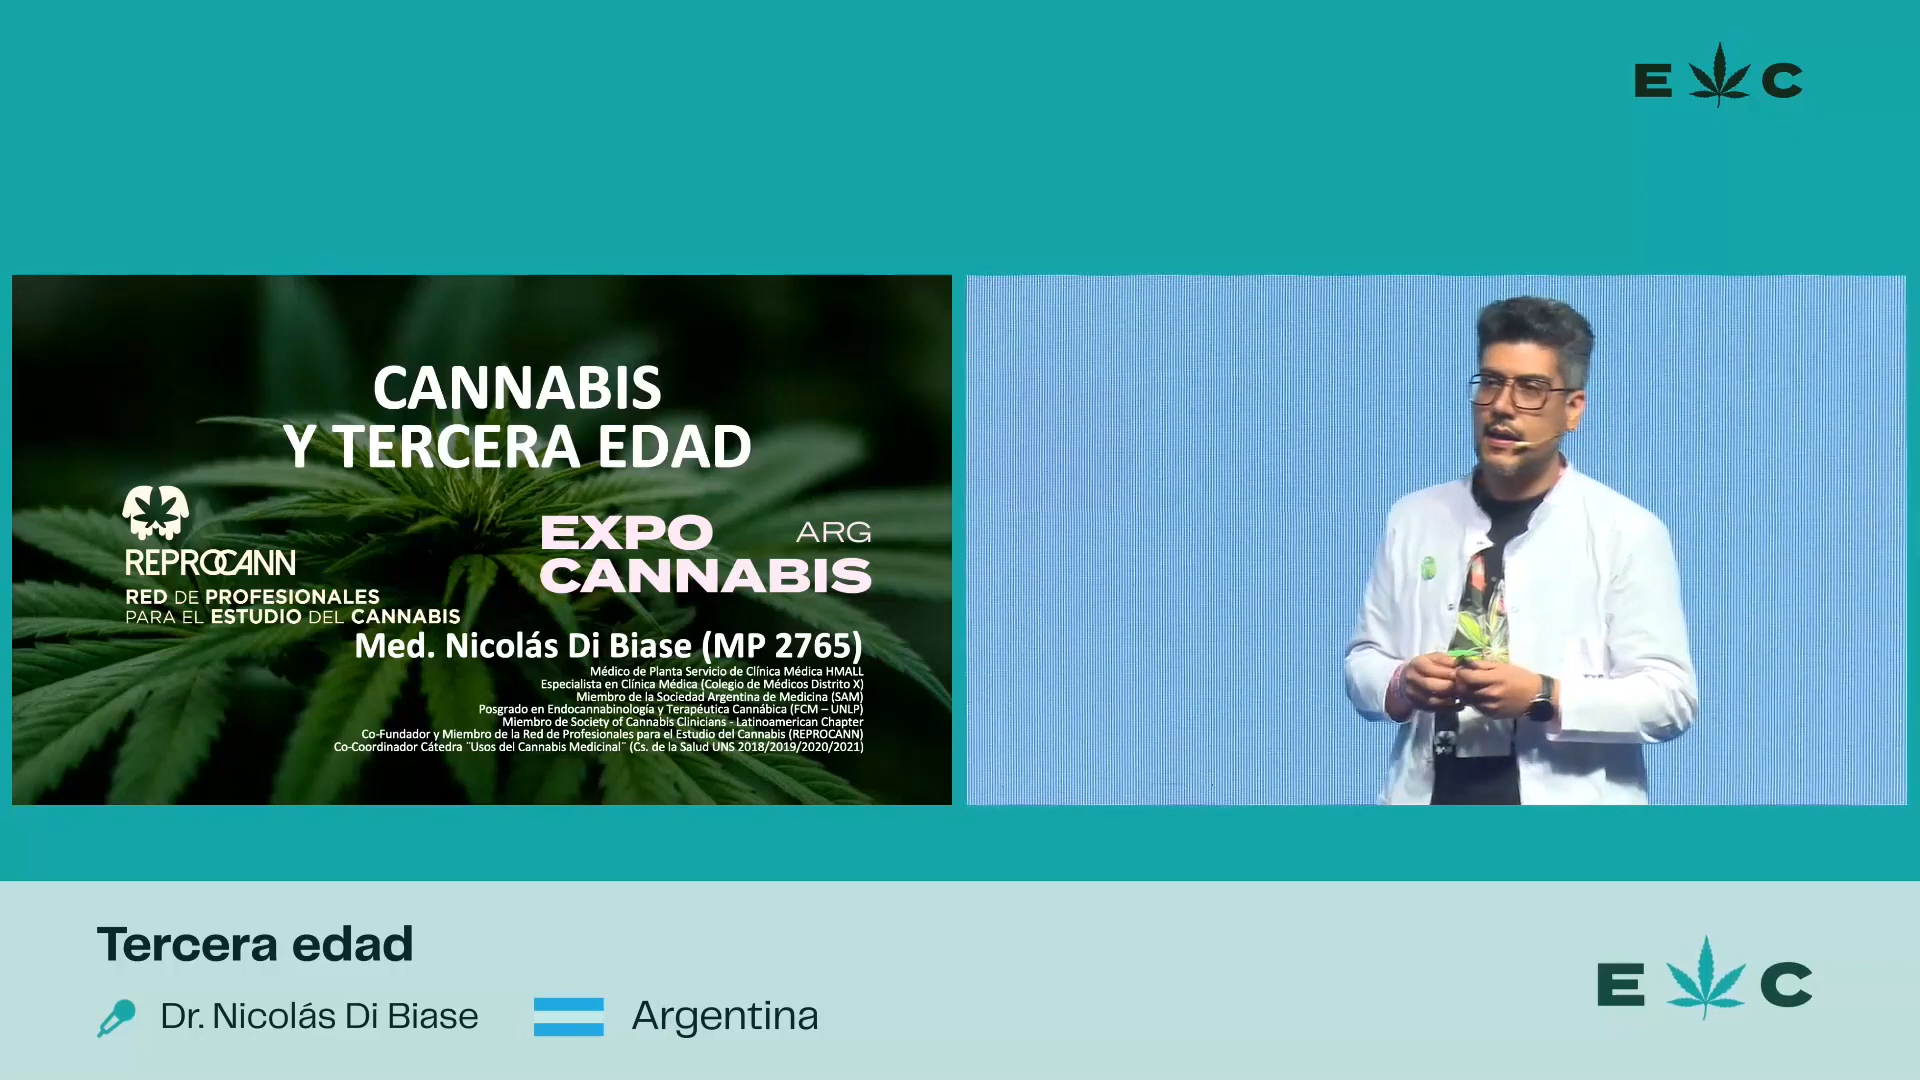 E C
CANNABIS
Y TERCERA EDAD
REPROCANN
RED DE PROFESIONALES
PARA EL ESTUDIO DEL CANNABIS
EXPO ARG
CANNABIS
Med. Nicolás Di Biase (MP 2765)
Médico de Planta Servicio de Clínica Médica HMALL
Especialista en Clínica Médica (Colegio de Médicos Distrito X)
Miembro de la Sociedad Argentina de Medicina (SAM)
Posgrado en Endocannabinología y Terapéutica Cannábica (FCM – UNLP)
Miembro de Society of Cannabis Clinicians - Latinoamerican Chapter
Co-Fundador y Miembro de la Red de Profesionales para el Estudio del Cannabis (REPROCANN)
Co-Coordinador Cátedra ¨Usos del Cannabis Medicinal¨ (Cs. de la Salud UNS 2018/2019/2020/2021)
Tercera edad
Dr. Nicolás Di Biase
Argentina
E C